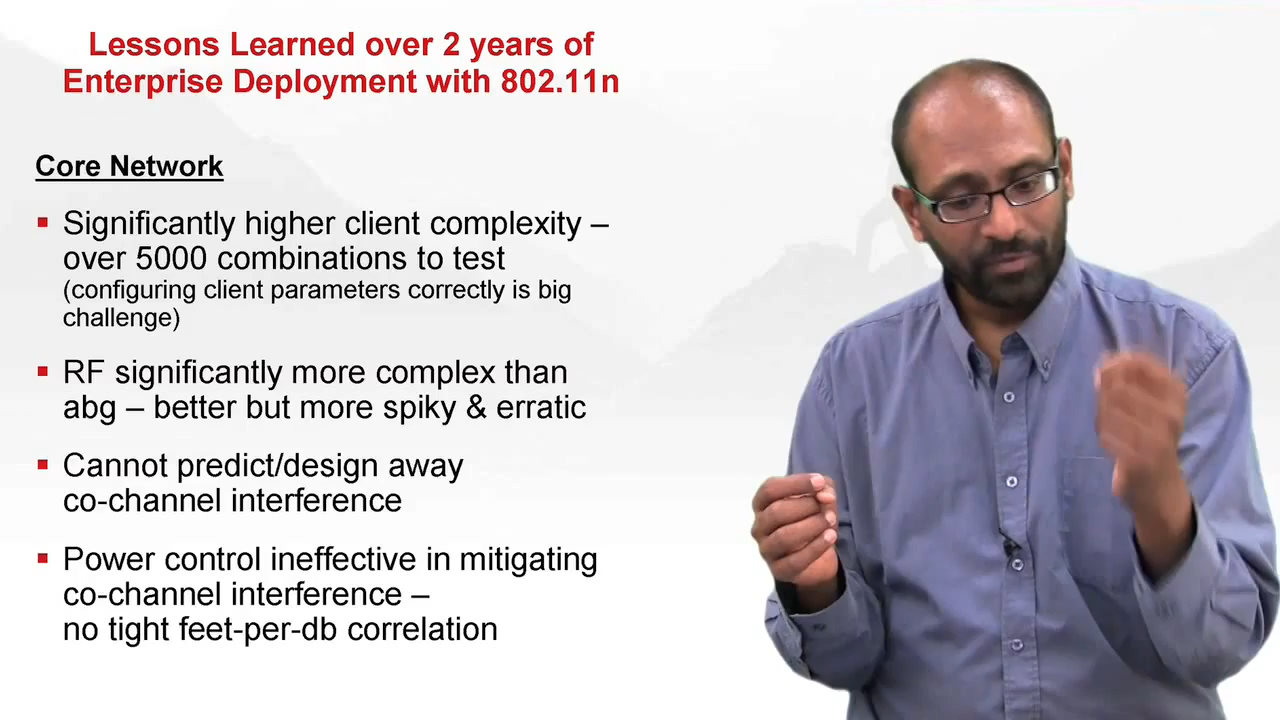 Lessons Learned over 2 years of
Enterprise Deployment with 802.11n
Core Network
Significantly higher client complexity –
over 5000 combinations to test
(configuring client parameters correctly is big
challenge)
RF significantly more complex than
abg – better but more spiky & erratic
Cannot predict/design away
co-channel interference
Power control ineffective in mitigating
co-channel interference –
no tight feet-per-db correlation